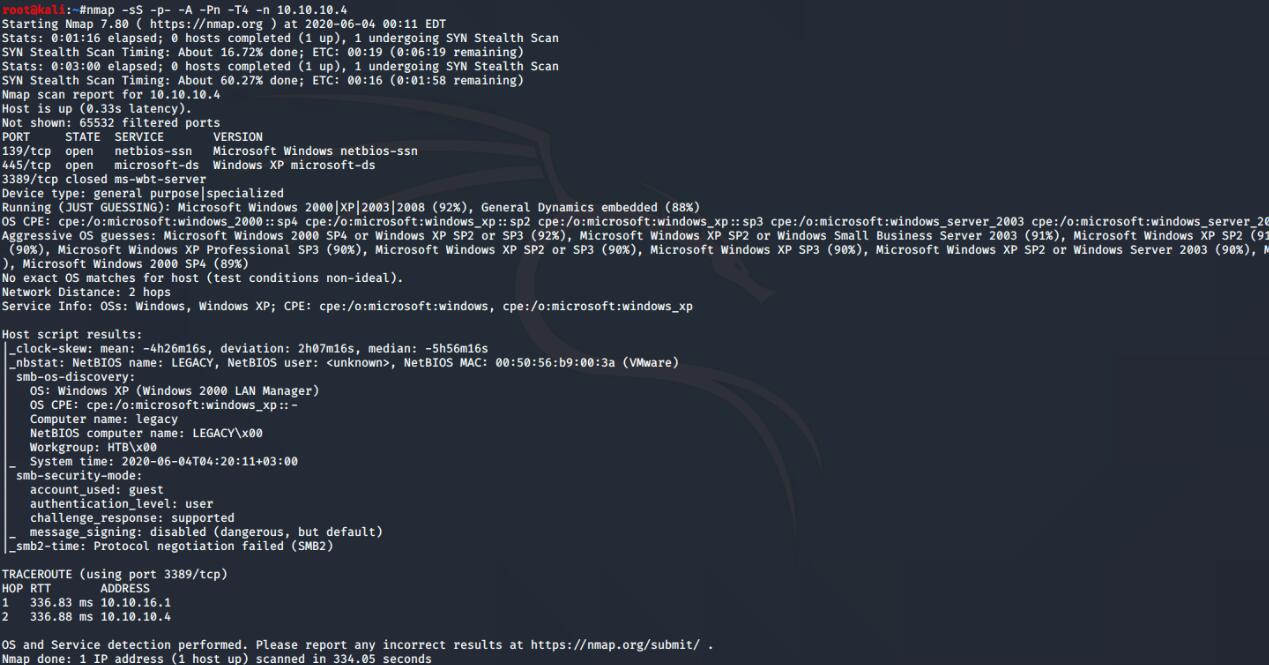 root@kali:~#nmap -sS -p- -A -Pn -T4 -n 10.10.10.4
Starting Nmap 7.80 ( https://nmap.org ) at 2020-06-04 00:11 EDT
Stats: 0:01:16 elapsed; 0 hosts completed (1 up), 1 undergoing SYN Stealth Scan
SYN Stealth Scan Timing: About 16.72% done; ETC: 00:19 (0:06:19 remaining)
Stats: 0:03:00 elapsed; 0 hosts completed (1 up), 1 undergoing SYN Stealth Scan
SYN Stealth Scan Timing: About 60.27% done; ETC: 00:16 (0:01:58 remaining)
Nmap scan report for 10.10.10.4
Host is up (0.33s latency).
Not shown: 65532 filtered ports
PORT     STATE  SERVICE       VERSION
139/tcp  open   netbios-ssn   Microsoft Windows netbios-ssn
445/tcp  open   microsoft-ds  Windows XP microsoft-ds
3389/tcp closed ms-wbt-server
Device type: general purpose|specialized
Running (JUST GUESSING): Microsoft Windows 2000|XP|2003|2008 (92%), General Dynamics embedded (88%)
OS CPE: cpe:/o:microsoft:windows_2000::sp4 cpe:/o:microsoft:windows_xp::sp2 cpe:/o:microsoft:windows_xp::sp3 cpe:/o:microsoft:windows_server_2003 cpe:/o:microsoft:windows_server_20
Aggressive OS guesses: Microsoft Windows 2000 SP4 or Windows XP SP2 or SP3 (92%), Microsoft Windows XP SP2 or Windows Small Business Server 2003 (91%), Microsoft Windows XP SP2 (91
(90%), Microsoft Windows XP Professional SP3 (90%), Microsoft Windows XP SP2 or SP3 (90%), Microsoft Windows XP SP3 (90%), Microsoft Windows XP SP2 or Windows Server 2003 (90%), M
), Microsoft Windows 2000 SP4 (89%)
No exact OS matches for host (test conditions non-ideal).
Network Distance: 2 hops
Service Info: OSs: Windows, Windows XP; CPE: cpe:/o:microsoft:windows, cpe:/o:microsoft:windows_xp

Host script results:
|_clock-skew: mean: -4h26m16s, deviation: 2h07m16s, median: -5h56m16s
|_nbstat: NetBIOS name: LEGACY, NetBIOS user: <unknown>, NetBIOS MAC: 00:50:56:b9:00:3a (VMware)
| smb-os-discovery:
|   OS: Windows XP (Windows 2000 LAN Manager)
|   OS CPE: cpe:/o:microsoft:windows_xp::-
|   Computer name: legacy
|   NetBIOS computer name: LEGACY\x00
|   Workgroup: HTB\x00
|_  System time: 2020-06-04T04:20:11+03:00
| smb-security-mode:
|   account_used: guest
|   authentication_level: user
|   challenge_response: supported
|_  message_signing: disabled (dangerous, but default)
|_smb2-time: Protocol negotiation failed (SMB2)

TRACEROUTE (using port 3389/tcp)
HOP RTT       ADDRESS
1   336.83 ms 10.10.16.1
2   336.88 ms 10.10.10.4

OS and Service detection performed. Please report any incorrect results at https://nmap.org/submit/ .
Nmap done: 1 IP address (1 host up) scanned in 334.05 seconds